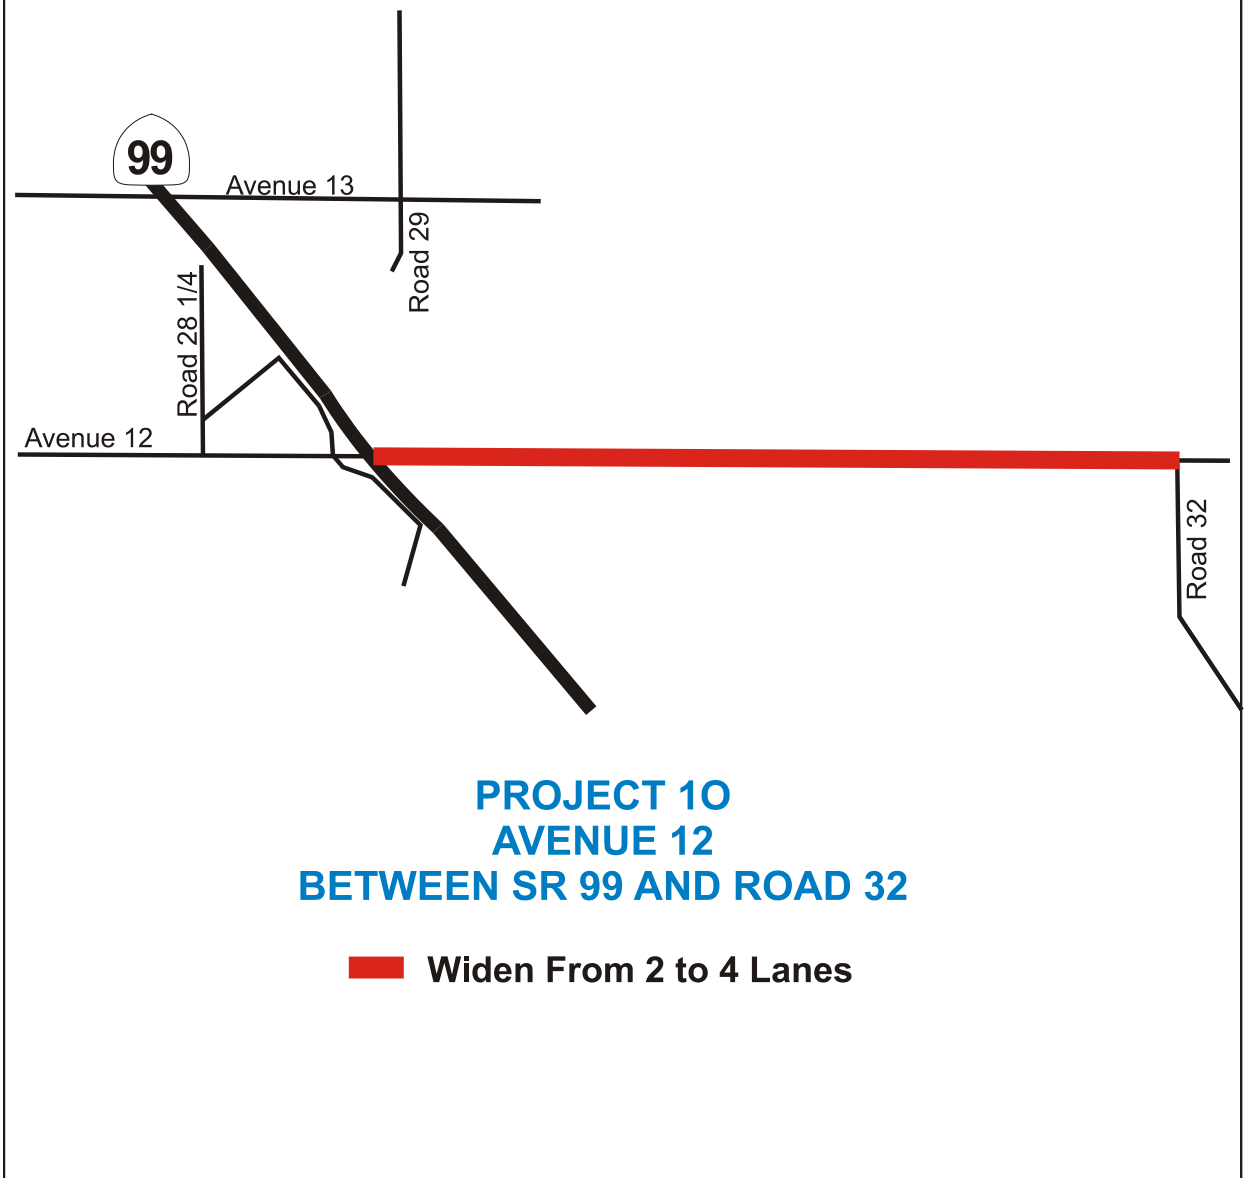 99
Avenue 13
Road 29
Road 28 1/4
Avenue 12
Road 32
PROJECT 1O
AVENUE 12
BETWEEN SR 99 AND ROAD 32
Widen From 2 to 4 Lanes